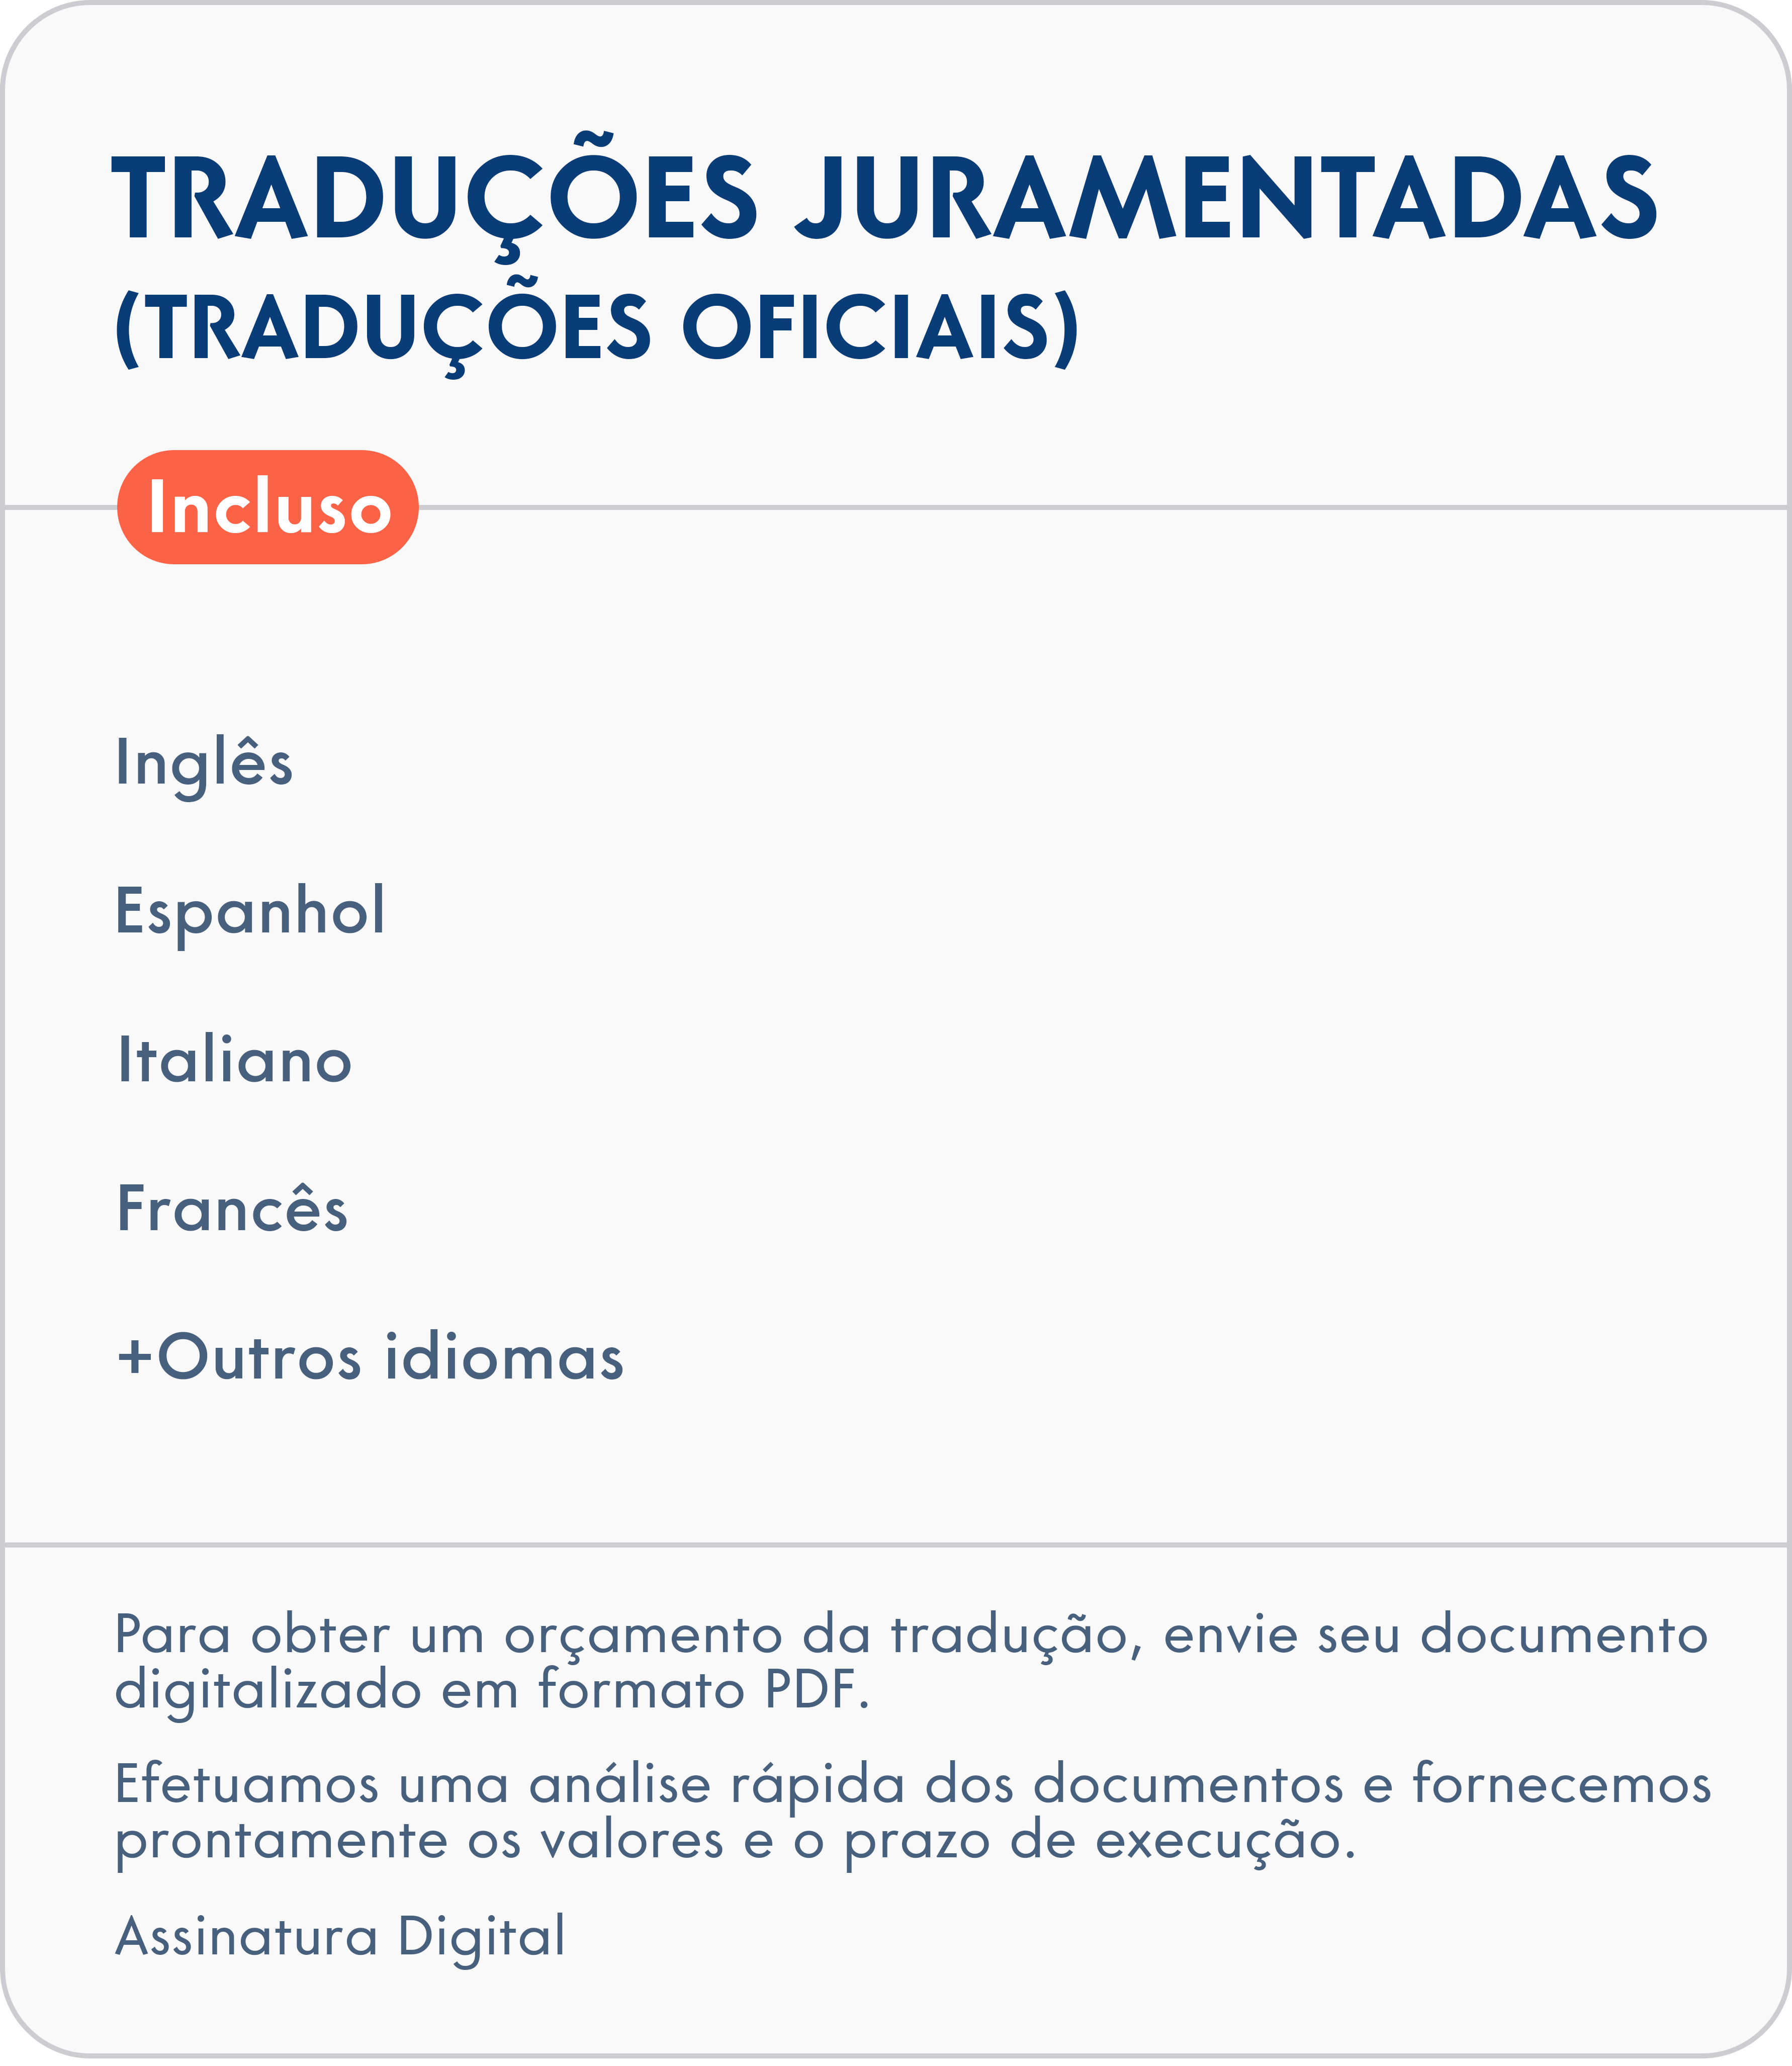 TRADUÇÕES JURAMENTADAS
(TRADUÇÕES OFICIAIS)
Incluso
Inglês
Espanhol
Italiano
Francês
+Outros idiomas
Para obter um orçamento da tradução, envie seu documento
digitalizado em formato PDF.
Efetuamos uma análise rápida dos documentos e fornecemos
prontamente os valores e o prazo de execução.
Assinatura Digital